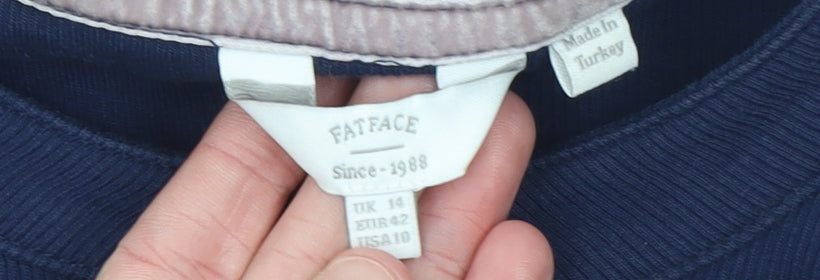 FATFACE
Since-1988
UK 14
EUR 42
USA 10
Made In
Turkey